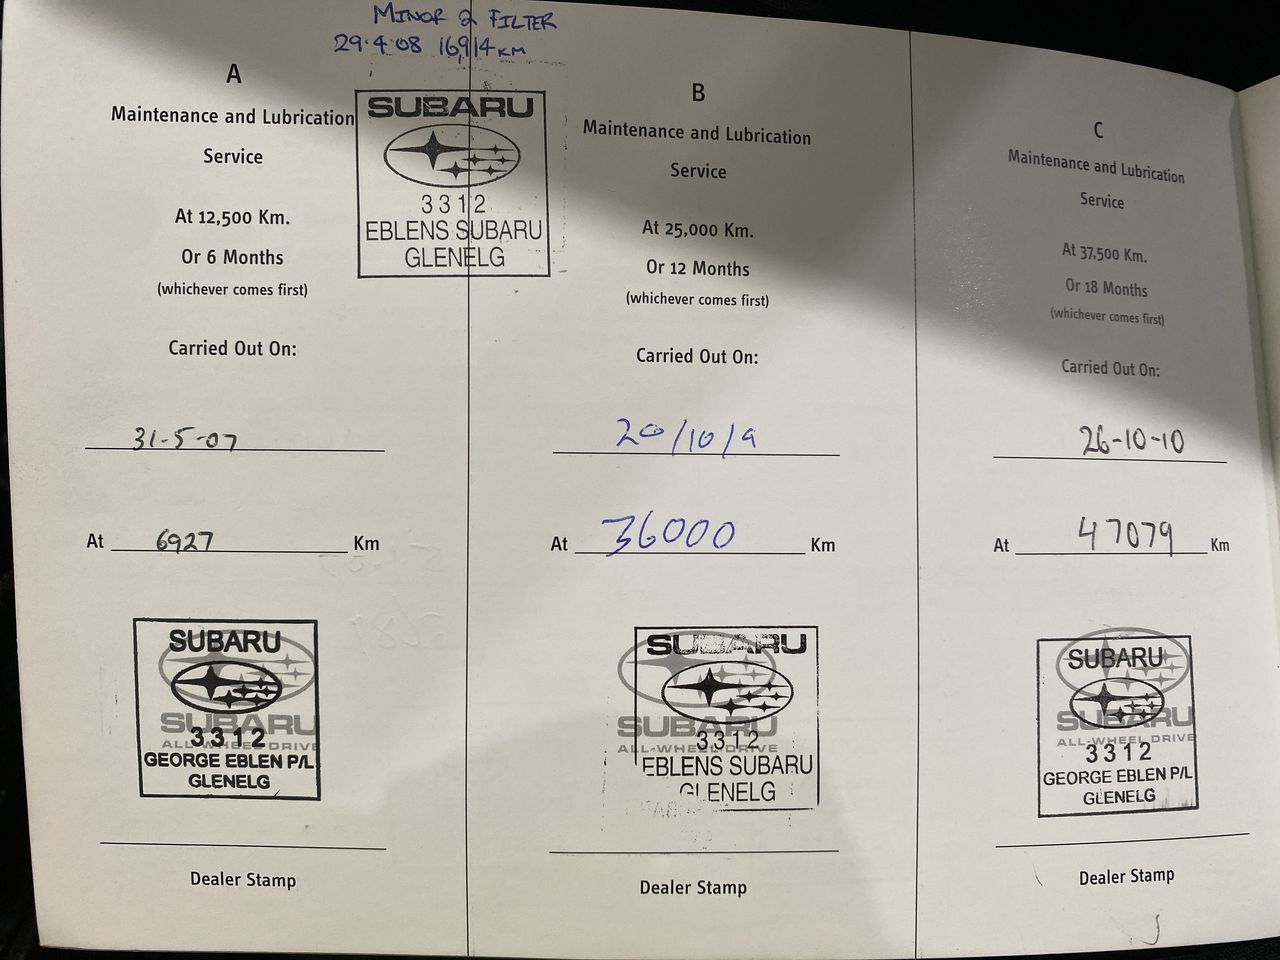 MINOR & FILTER
29.4.08 16914 KM
SUBARU
3312
EBLENS SUBARU
GLENELG
A
Maintenance and Lubrication
Service
At 12,500 Km.
Or 6 Months
(whichever comes first)
Carried Out On:
31-5-07
At 6927 Km
SUBARU
SUBARU
3312
ALL-WHEEL DRIVE
GEORGE EBLEN P/L
GLENELG
Dealer Stamp
B
Maintenance and Lubrication
Service
At 25,000 Km.
Or 12 Months
(whichever comes first)
Carried Out On:
20/10/9
At 36000 Km
SUBARU
SUBARU
3312
ALL-WHEEL DRIVE
EBLENS SUBARU
GLENELG
Dealer Stamp
C
Maintenance and Lubrication
Service
At 37,500 Km.
Or 18 Months
(whichever comes first)
Carried Out On:
26-10-10
At 47079 Km
SUBARU
SUBARU
ALL-WHEEL DRIVE
3312
GEORGE EBLEN P/L
GLENELG
Dealer Stamp